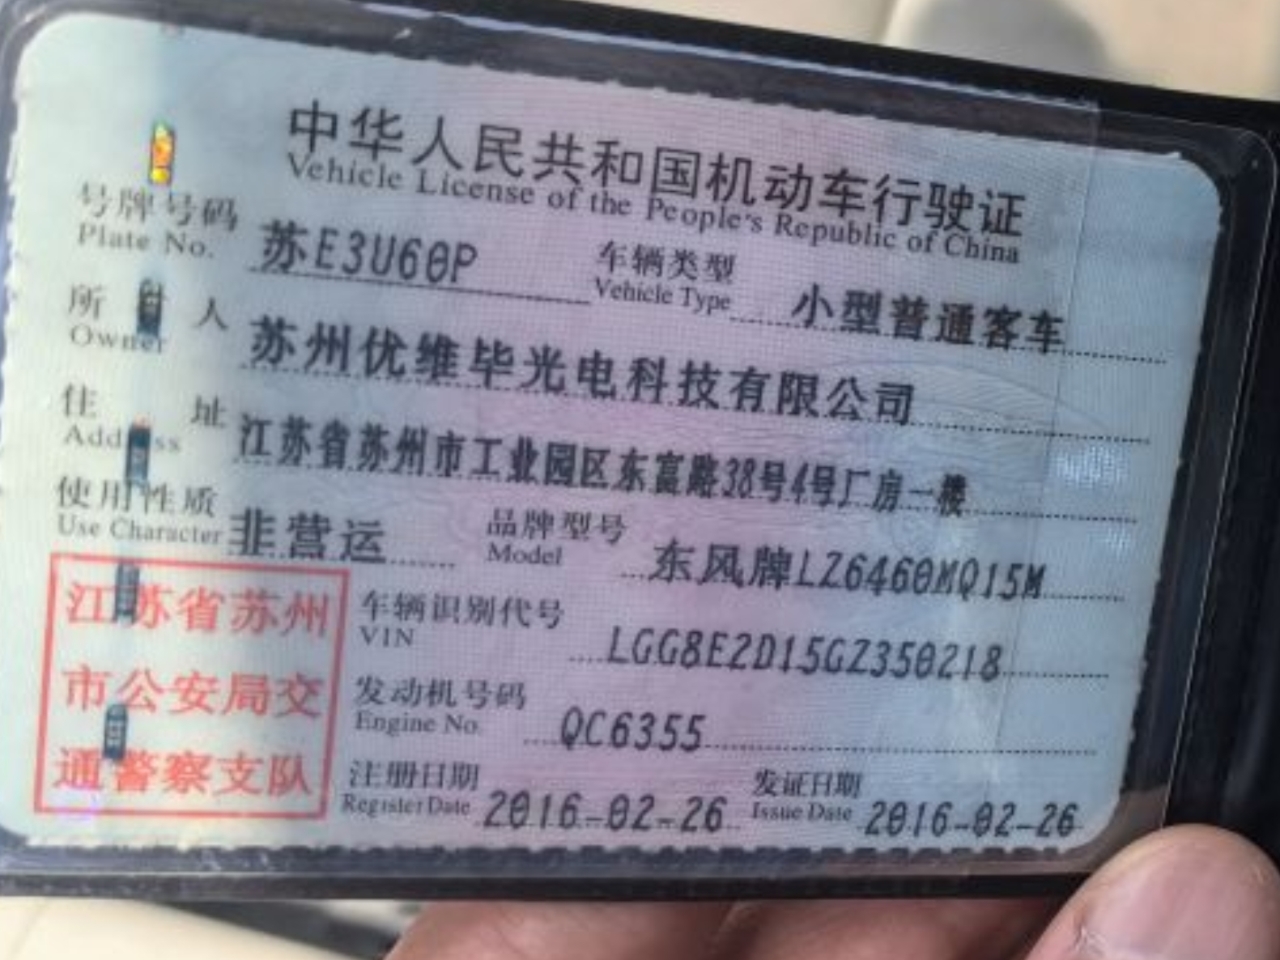 中华人民共和国机动车行驶证
Vehicle License of the People's Republic of China
号牌号码 苏E3U60P 车辆类型 小型普通客车
Plate No. Vehicle Type
所有人 苏州优维毕光电科技有限公司
Owner
住址 江苏省苏州市工业园区东富路38号4号厂房一楼
Address
使用性质 非营运 品牌型号 东风牌LZ6460MQ15M
Use Character Model
江苏省苏州
市公安局交
通警察支队
车辆识别代号 LGG8E2D15GZ350218
VIN
发动机号码 QC6355
Engine No.
注册日期 2016-02-26 发证日期 2016-02-26
Register Date Issue Date